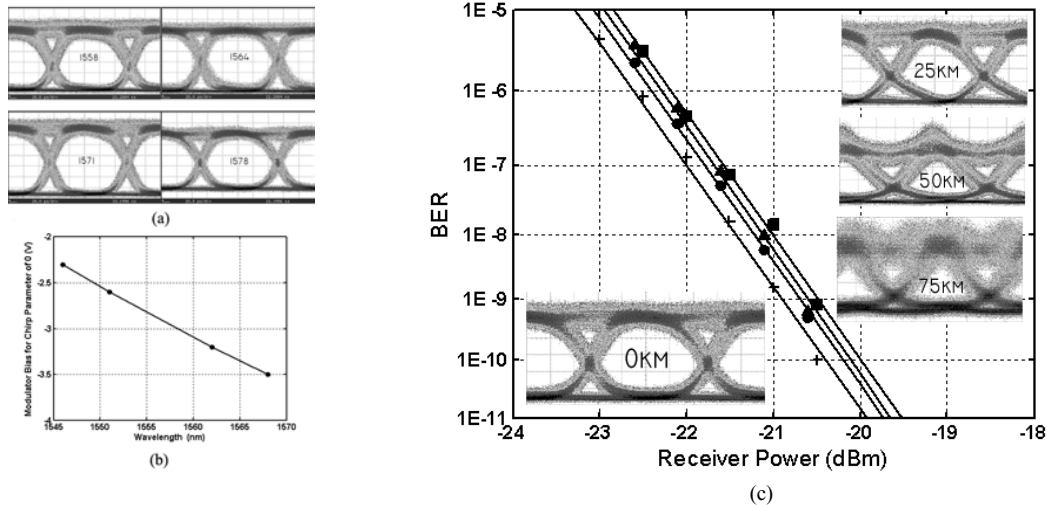 1558
1564
1571
1578
(a)
Modulator Bias for Chirp Parameter of 0 (V)
-2
-2.5
-3
-3.5
-4
1545
1550
1555
1560
1565
1570
Wavelength (nm)
(b)
BER
1E -5
1E -6
1E -7
1E -8
1E -9
1E-10
1E-11
-24
-23
-22
-21
-20
-19
-18
Receiver Power (dBm)
0KM
25KM
50KM
75KM
(c)